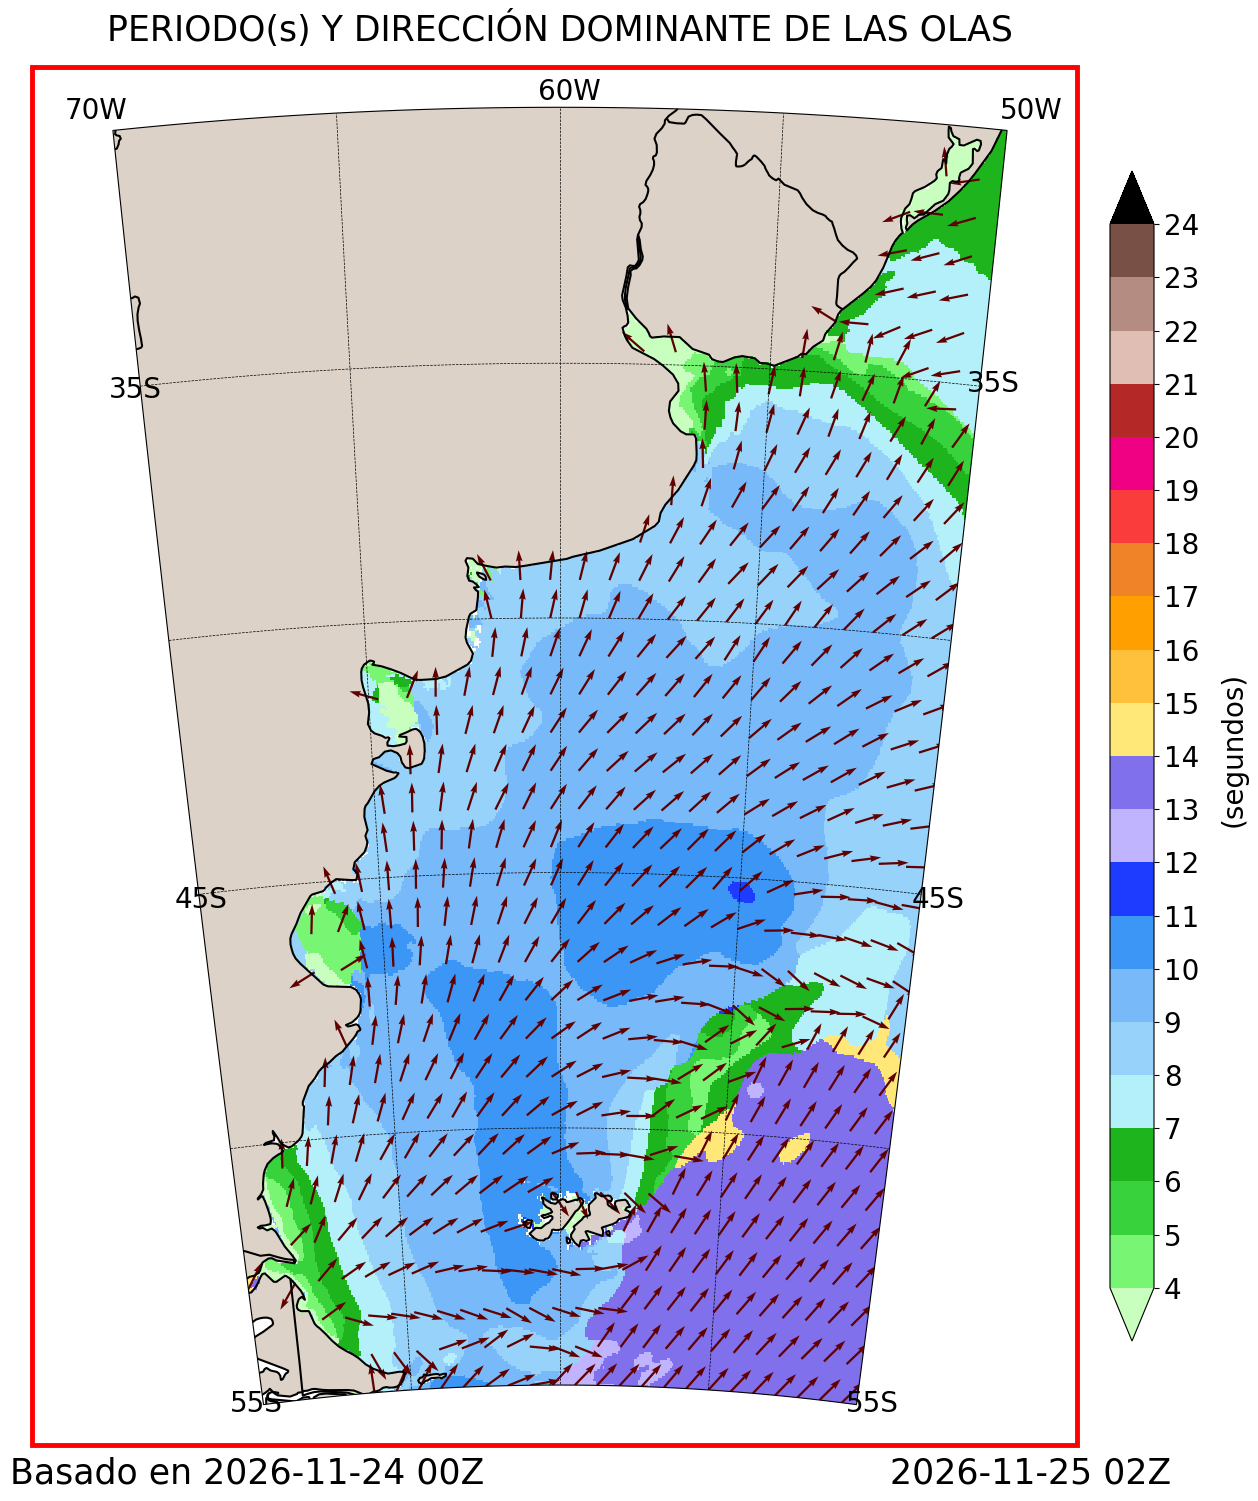 PERIODO(s) Y DIRECCIÓN DOMINANTE DE LAS OLAS
70W
60W
50W
35S
35S
45S
45S
55S
55S
24
23
22
21
20
19
18
17
16
15
14
13
12
11
10
9
8
7
6
5
4
(segundos)
Basado en 2026-11-24 00Z
2026-11-25 02Z